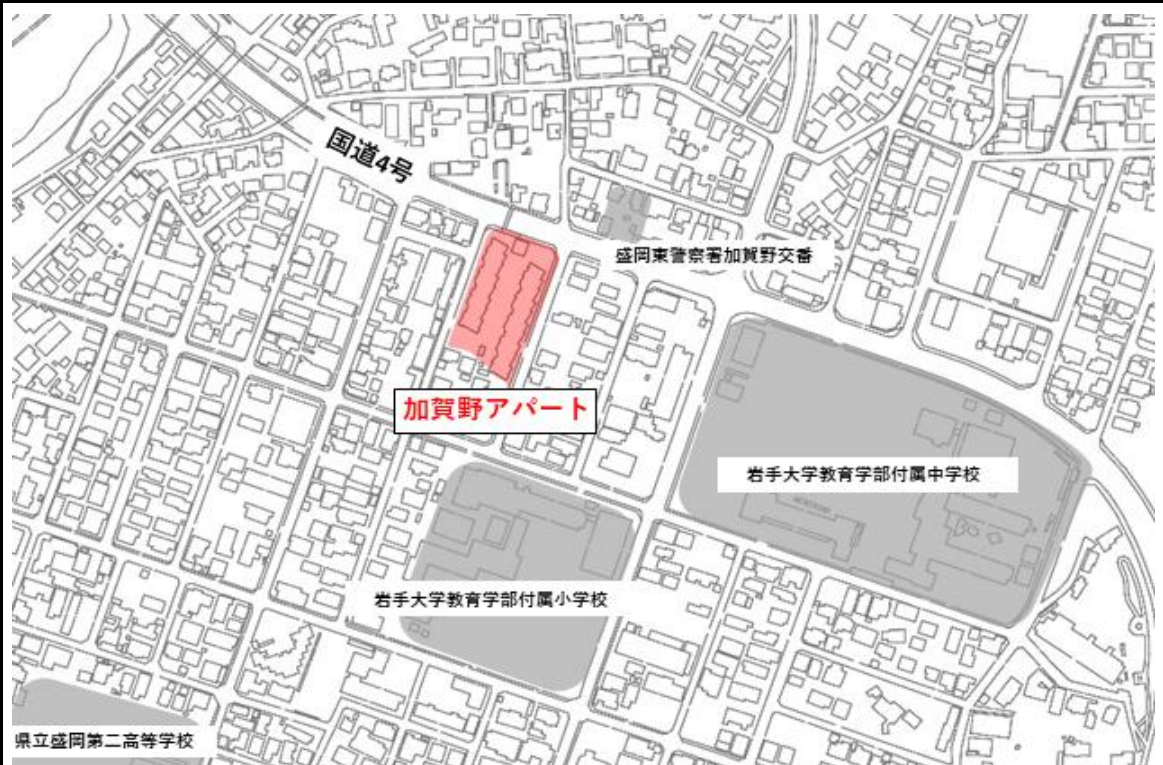 国道4号
盛岡東警察署加賀野交番
加賀野アパート
岩手大学教育学部付属中学校
岩手大学教育学部付属小学校
県立盛岡第二高等学校